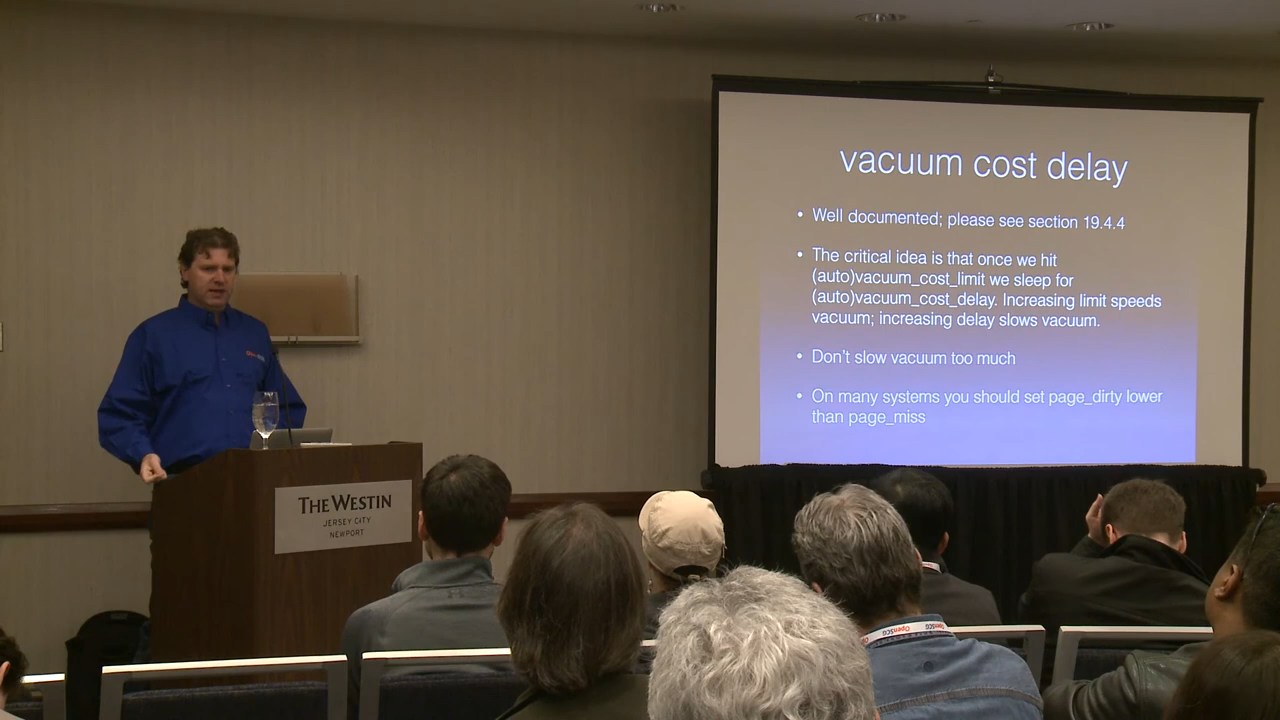 vacuum cost delay
• Well documented; please see section 19.4.4
• The critical idea is that once we hit
(auto)vacuum_cost_limit we sleep for
(auto)vacuum_cost_delay. Increasing limit speeds
vacuum; increasing delay slows vacuum.
• Don't slow vacuum too much
• On many systems you should set page_dirty lower
than page_miss
THE WESTIN
JERSEY CITY
NEWPORT
OpenSCG